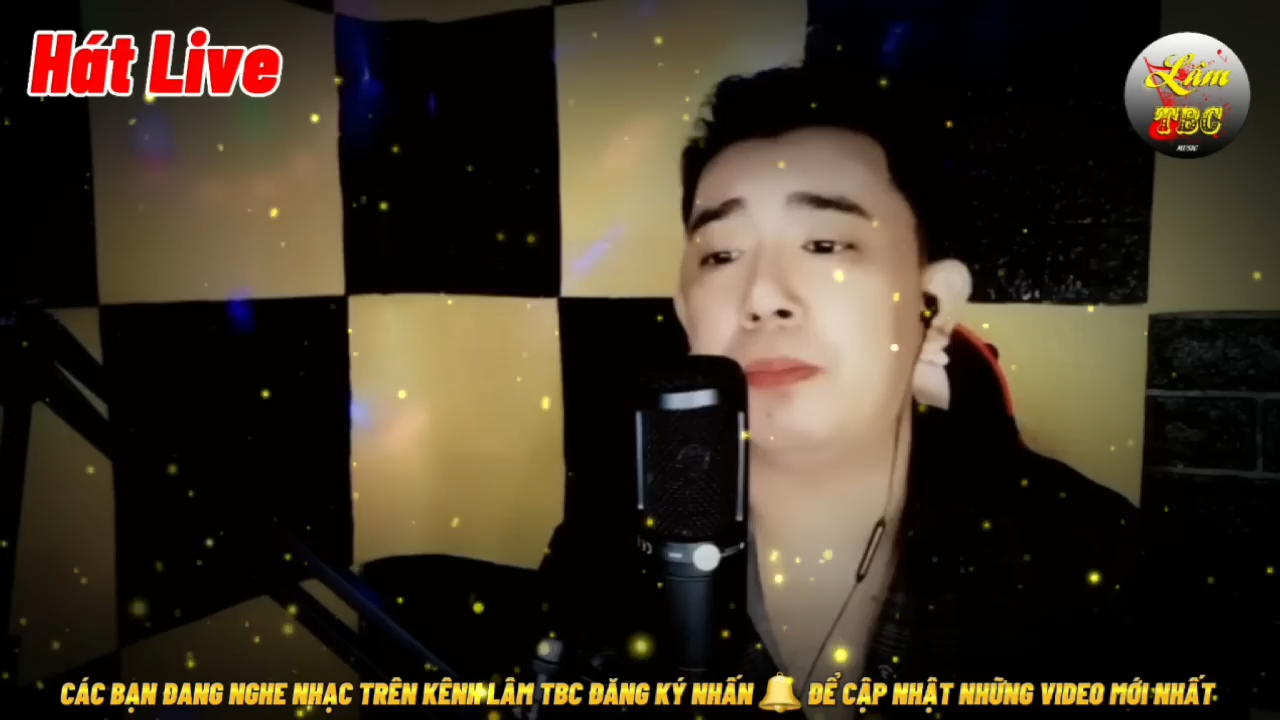 Hát Live
Lâm
TBC
MUSIC
CÁC BẠN ĐANG NGHE NHẠC TRÊN KÊNH LÂM TBC ĐĂNG KÝ NHẤN 🔔 ĐỂ CẬP NHẬT NHỮNG VIDEO MỚI NHẤT